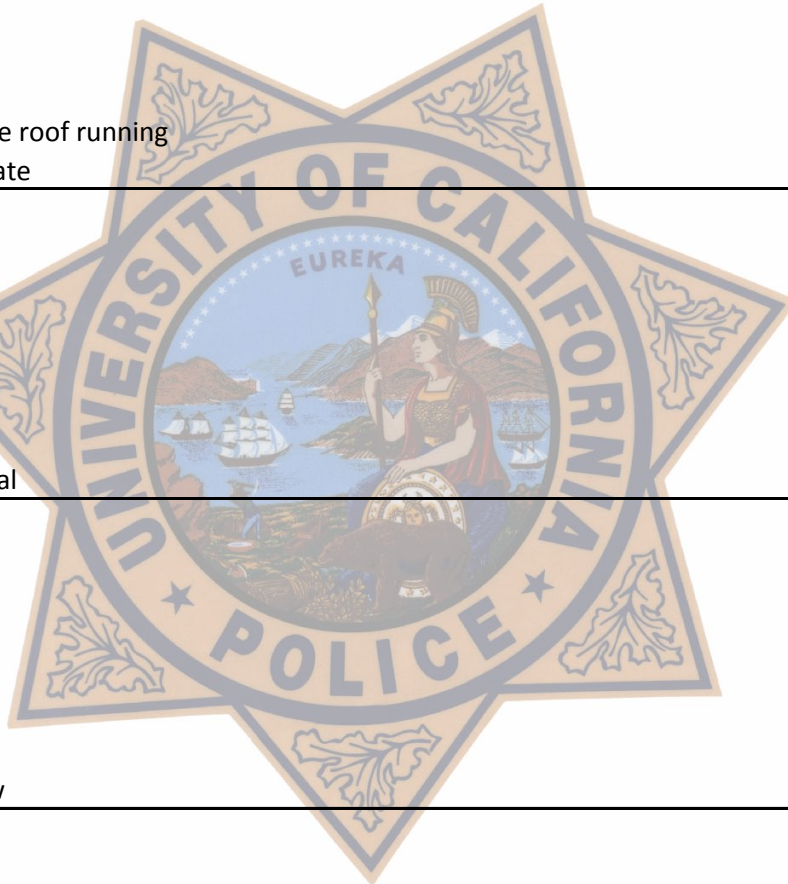 e roof running
ate
UNIVERSITY OF CALIFORNIA
EUREKA
al
POLICE
y